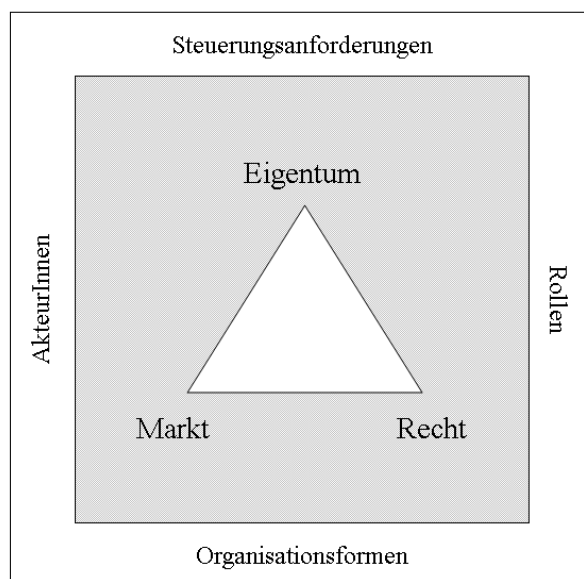 Steuerungsanforderungen
Eigentum
AkteurInnen
Rollen
Markt
Recht
Organisationsformen